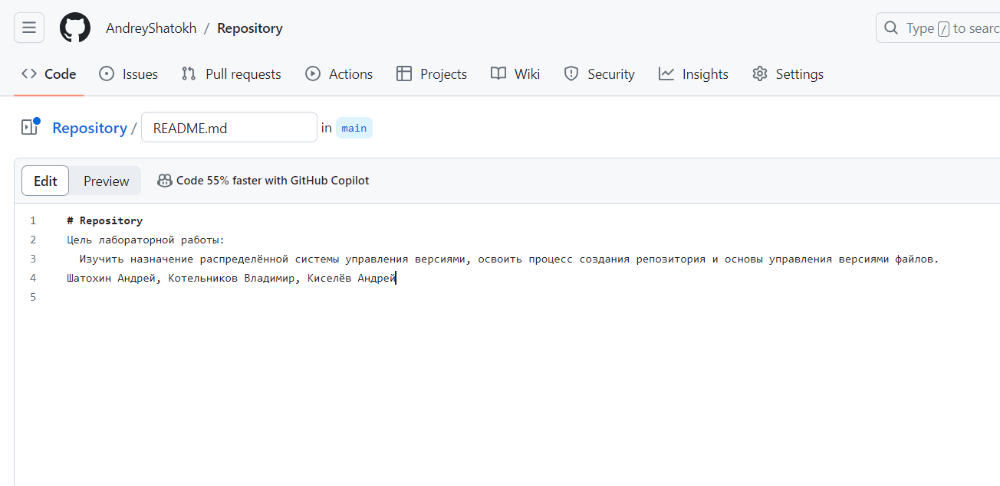 AndreyShatokh / Repository
Type / to searc
Code Issues Pull requests Actions Projects Wiki Security Insights Settings
Repository / README.md in main
Edit Preview Code 55% faster with GitHub Copilot
1 # Repository
2 Цель лабораторной работы:
3 Изучить назначение распределённой системы управления версиями, освоить процесс создания репозитория и основы управления версиями файлов.
4 Шатохин Андрей, Котельников Владимир, Киселёв Андрей
5